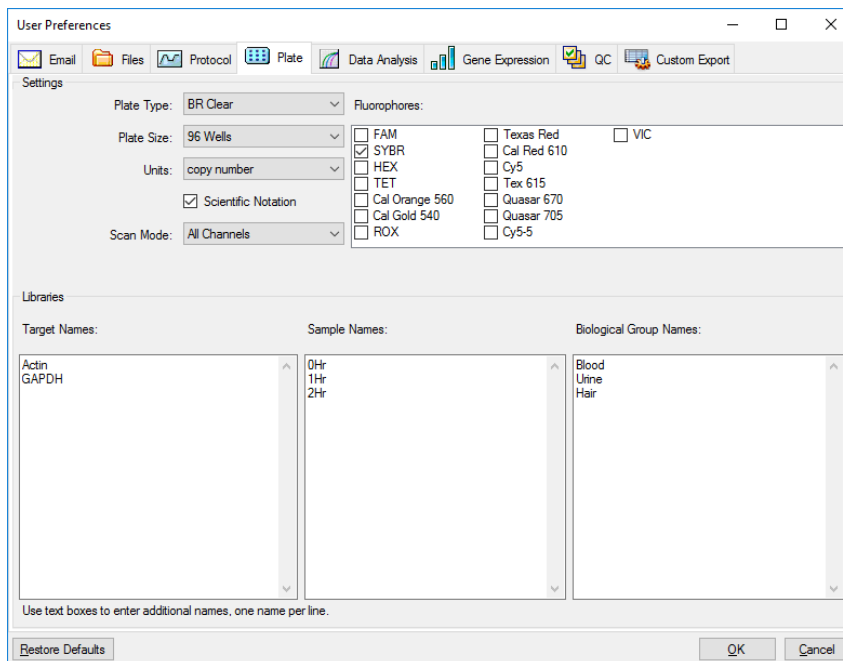 User Preferences
Email Files Protocol Plate Data Analysis Gene Expression QC Custom Export
Settings
Plate Type: BR Clear Fluorophores:
Plate Size: 96 Wells
Units: copy number
Scientific Notation
Scan Mode: All Channels
FAM Texas Red VIC
SYBR Cal Red 610
HEX Cy5
TET Tex 615
Cal Orange 560 Quasar 670
Cal Gold 540 Quasar 705
ROX Cy5-5
Libraries
Target Names: Sample Names: Biological Group Names:
Actin 0Hr Blood
GAPDH 1Hr Urine
2Hr Hair
Use text boxes to enter additional names, one name per line.
Restore Defaults OK Cancel